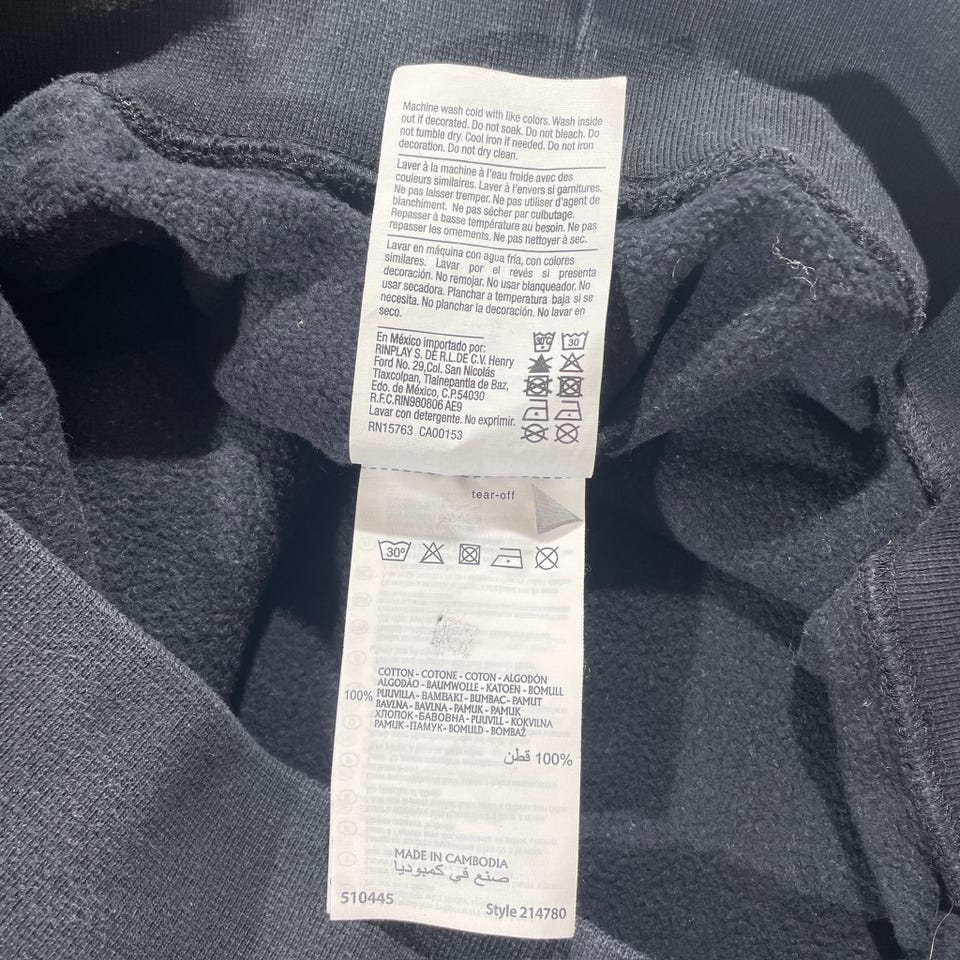 Machine wash cold with like colors. Wash inside
out if decorated. Do not soak. Do not bleach. Do
not tumble dry. Cool iron if needed. Do not iron
decoration. Do not dry clean.
Laver à la machine à l'eau froide avec des
couleurs similaires. Laver à l'envers si garnitures.
Ne pas laisser tremper. Ne pas utiliser d'agent de
blanchiment. Ne pas sécher par culbutage.
Repasser à basse température au besoin. Ne pas
repasser les ornements. Ne pas nettoyer à sec.
Lavar en máquina con agua fría, con colores
similares. Lavar por el revés si presenta
decoración. No remojar. No usar blanqueador. No
usar secadora. Planchar a temperatura baja si se
necesita. No planchar la decoración. No lavar en
seco.
En México importado por:
RINPLAY S. DE R.L.DE C.V. Henry
Ford No. 29,Col. San Nicolás
Tlaxcolpan, Tlainepantla de Baz,
Edo. de México, C.P.54030
R.F.C.RIN980806 AE9
Lavar con detergente. No exprimir.
RN15763 CA00153
30°C 30
tear-off
30°
COTTON - COTONE - COTON - ALGODÓN
ALGODÃO - BAUMWOLLE - KATOEN - BOMULL
100% PUUVILLA - BAMBAKI - BUMBAC - PAMUT
BAVLNA - BAVLNA - PAMUK - PAMUK
ХЛОПОК - БАВОВНА - PUUVILL - KOKVILNA
PAMUK - ПАМУК - BOMULD - BOMBAŽ
100% قطن
MADE IN CAMBODIA
صنع في كمبوديا
510445
Style 214780